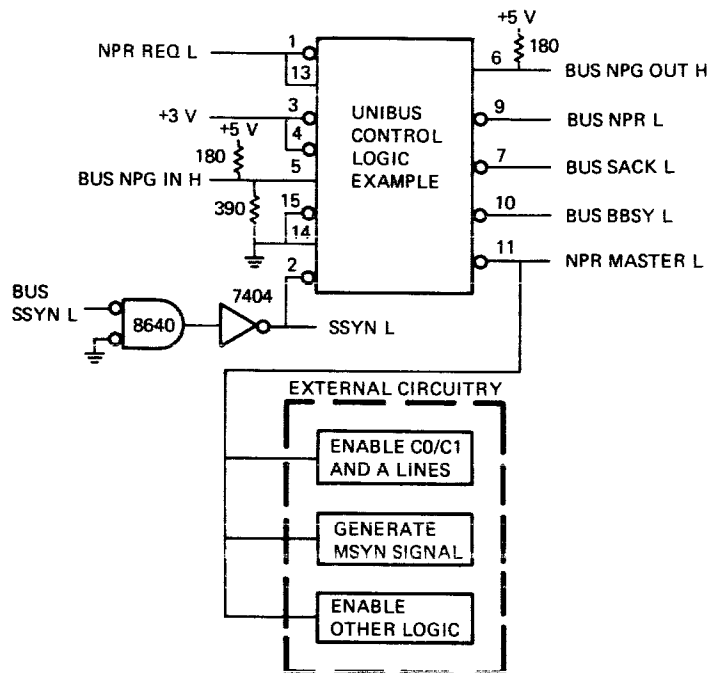 +5 V
180
NPR REQ L
1
13
6
BUS NPG OUT H
+3 V
3
4
UNIBUS
CONTROL
LOGIC
EXAMPLE
9
BUS NPR L
+5 V
180
5
BUS NPG IN H
7
BUS SACK L
390
15
14
10
BUS BBSY L
2
11
NPR MASTER L
BUS
SSYN L
8640
7404
SSYN L
EXTERNAL CIRCUITRY
ENABLE C0/C1
AND A LINES
GENERATE
MSYN SIGNAL
ENABLE
OTHER LOGIC